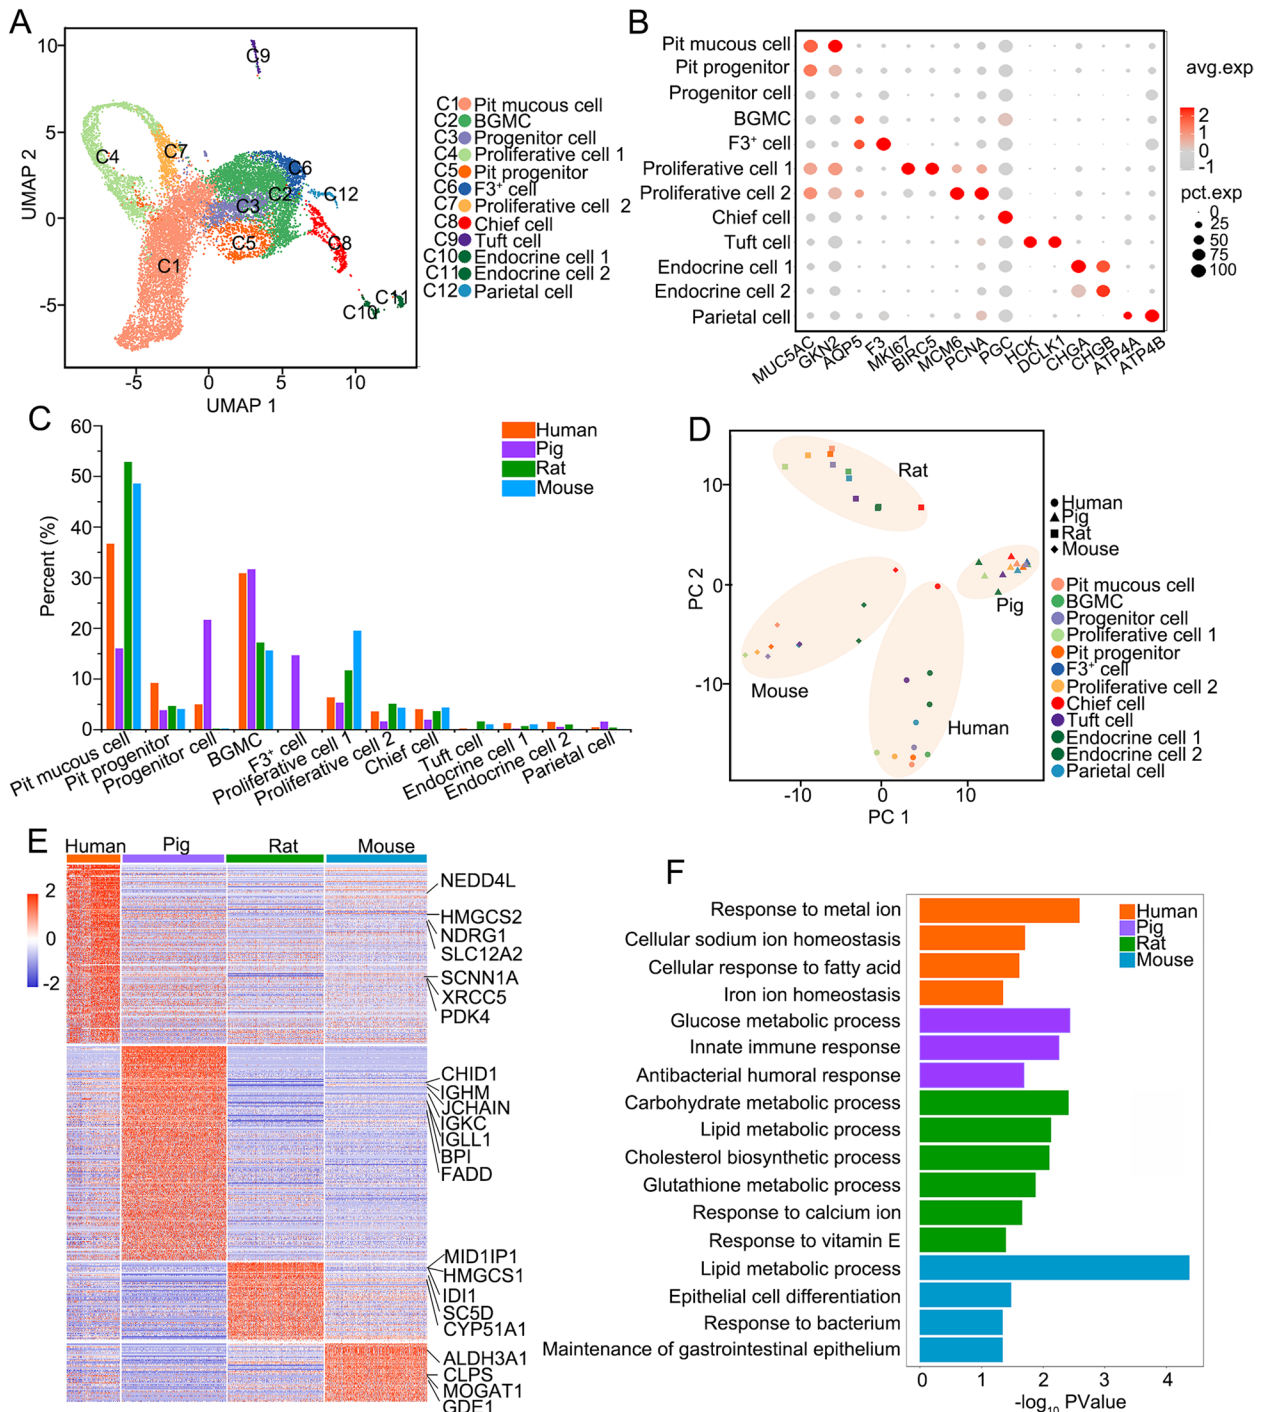 A
10
5
0
-5
UMAP 2
-5
0
5
10
UMAP 1
C9
C4
C7
C6
C2
C12
C3
C5
C8
C1
C10
C11
C1 Pit mucous cell
C2 BGMC
C3 Progenitor cell
C4 Proliferative cell 1
C5 Pit progenitor
C6 F3⁺ cell
C7 Proliferative cell 2
C8 Chief cell
C9 Tuft cell
C10 Endocrine cell 1
C11 Endocrine cell 2
C12 Parietal cell
B
Pit mucous cell
Pit progenitor
Progenitor cell
BGMC
F3⁺ cell
Proliferative cell 1
Proliferative cell 2
Chief cell
Tuft cell
Endocrine cell 1
Endocrine cell 2
Parietal cell
MUC5AC
GKN2
AQP5
F3
MKI67
BIRC5
MCM6
PCNA
PGC
HCK
DCLK1
CHGA
CHGB
ATP4A
ATP4B
avg.exp
2
1
0
-1
pct.exp
0
25
50
75
100
C
60
50
40
30
20
10
0
Percent (%)
Human
Pig
Rat
Mouse
Pit mucous cell
Pit progenitor
Progenitor cell
BGMC
F3⁺ cell
Proliferative cell 1
Proliferative cell 2
Chief cell
Tuft cell
Endocrine cell 1
Endocrine cell 2
Parietal cell
D
10
0
-10
PC 2
-10
0
10
PC 1
Rat
Pig
Mouse
Human
Human
Pig
Rat
Mouse
Pit mucous cell
BGMC
Progenitor cell
Proliferative cell 1
Pit progenitor
F3⁺ cell
Proliferative cell 2
Chief cell
Tuft cell
Endocrine cell 1
Endocrine cell 2
Parietal cell
E
Human
Pig
Rat
Mouse
2
0
-2
NEDD4L
HMGCS2
NDRG1
SLC12A2
SCNN1A
XRCC5
PDK4
CHID1
IGHM
JCHAIN
IGKC
IGLL1
BPI
FADD
MID1IP1
HMGCS1
IDI1
SC5D
CYP51A1
ALDH3A1
CLPS
MOGAT1
GDE1
F
Response to metal ion
Cellular sodium ion homeostasis
Cellular response to fatty acid
Iron ion homeostasis
Glucose metabolic process
Innate immune response
Antibacterial humoral response
Carbohydrate metabolic process
Lipid metabolic process
Cholesterol biosynthetic process
Glutathione metabolic process
Response to calcium ion
Response to vitamin E
Lipid metabolic process
Epithelial cell differentiation
Response to bacterium
Maintenance of gastrointestinal epithelium
Human
Pig
Rat
Mouse
0
1
2
3
4
-log₁₀ PValue